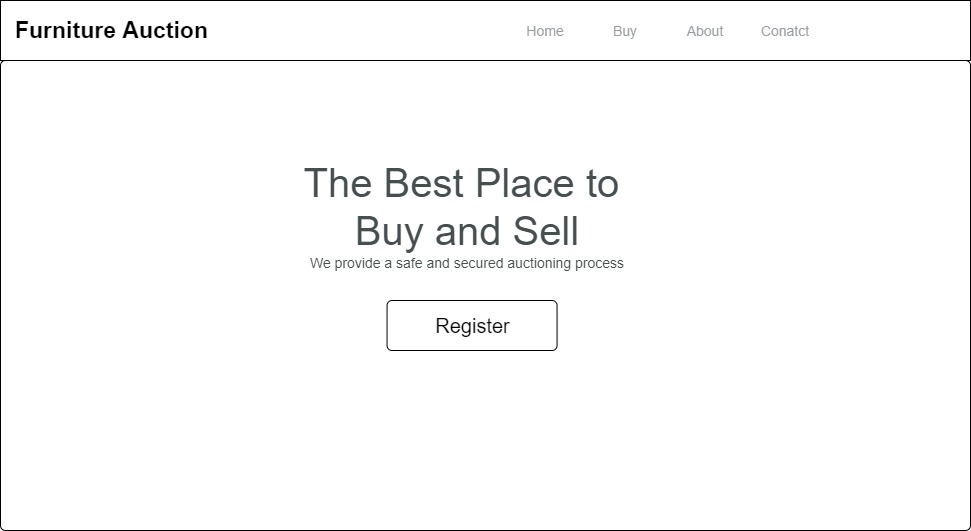 Furniture Auction
Home Buy About Conatct
The Best Place to
Buy and Sell
We provide a safe and secured auctioning process
Register